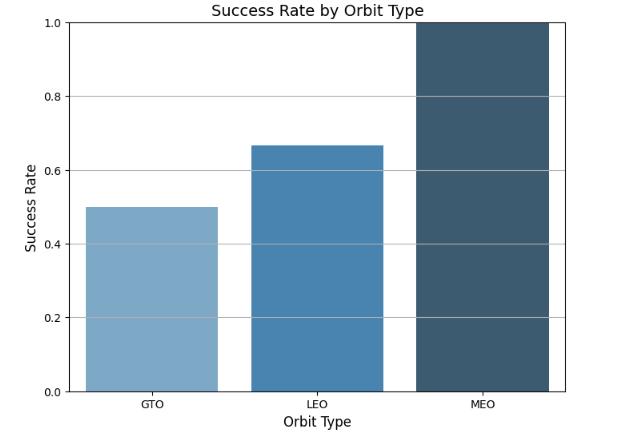 Success Rate by Orbit Type
1.0
0.8
0.6
0.4
0.2
0.0
Success Rate
GTO LEO MEO
Orbit Type